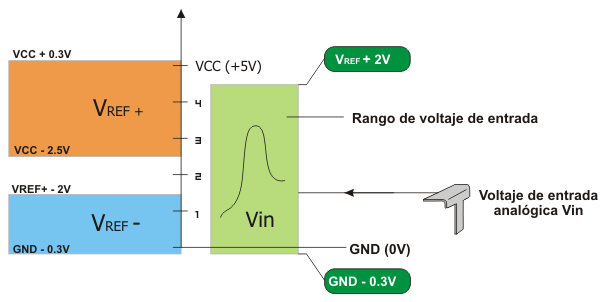 VCC + 0.3V
VCC (+5V)
VREF + 2V
4
VREF +
Rango de voltaje de entrada
3
VCC - 2.5V
2
VREF+ - 2V
Voltaje de entrada
analógica Vin
1
VREF -
Vin
GND - 0.3V
GND (0V)
GND - 0.3V